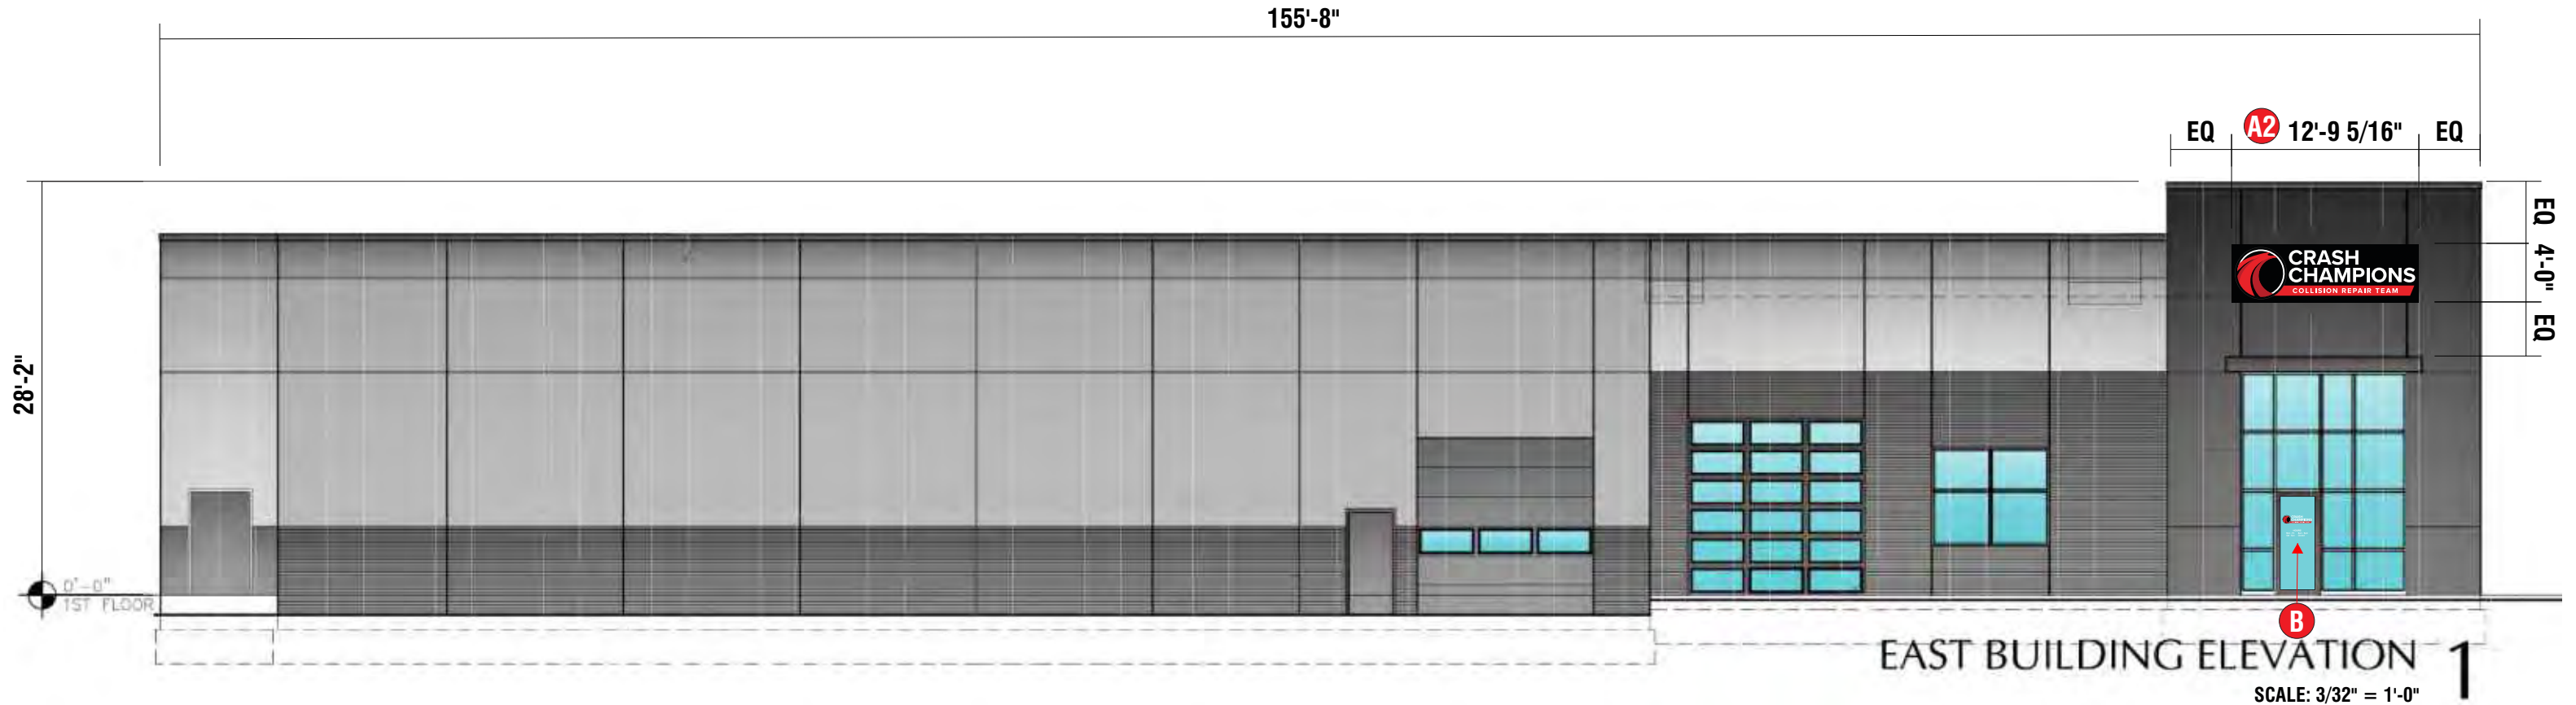 155'-8"
EQ
A2
12'-9 5/16"
EQ
EQ
4'-0"
EQ
28'-2"
CRASH
CHAMPIONS
COLLISION REPAIR TEAM
0'-0"
1ST FLOOR
B
EAST BUILDING ELEVATION 1
SCALE: 3/32" = 1'-0"